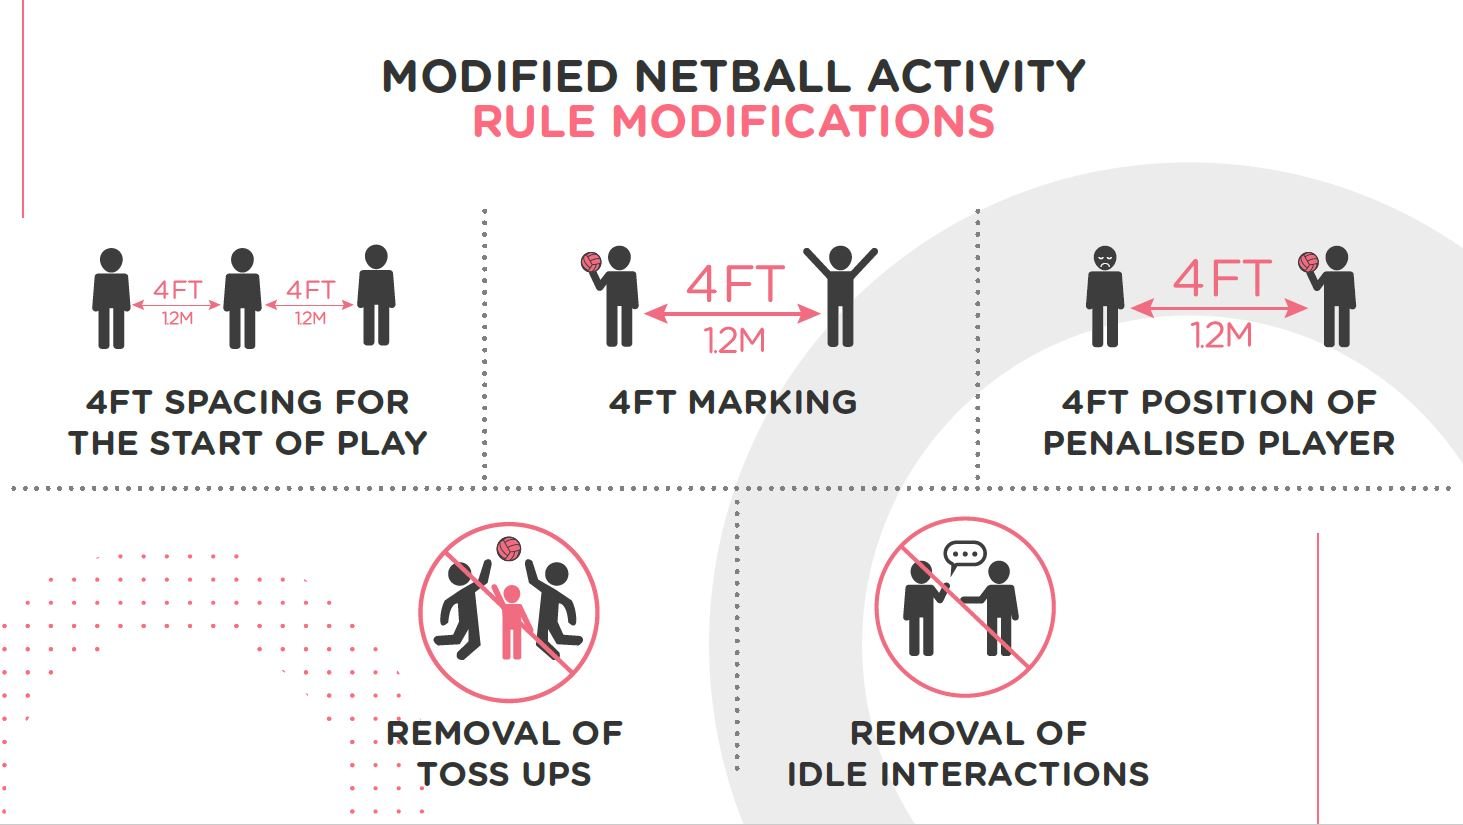 MODIFIED NETBALL ACTIVITY
RULE MODIFICATIONS
4FT
1.2M
4FT
1.2M
4FT SPACING FOR
THE START OF PLAY
4FT
1.2M
4FT MARKING
4FT
1.2M
4FT POSITION OF
PENALISED PLAYER
REMOVAL OF
TOSS UPS
REMOVAL OF
IDLE INTERACTIONS